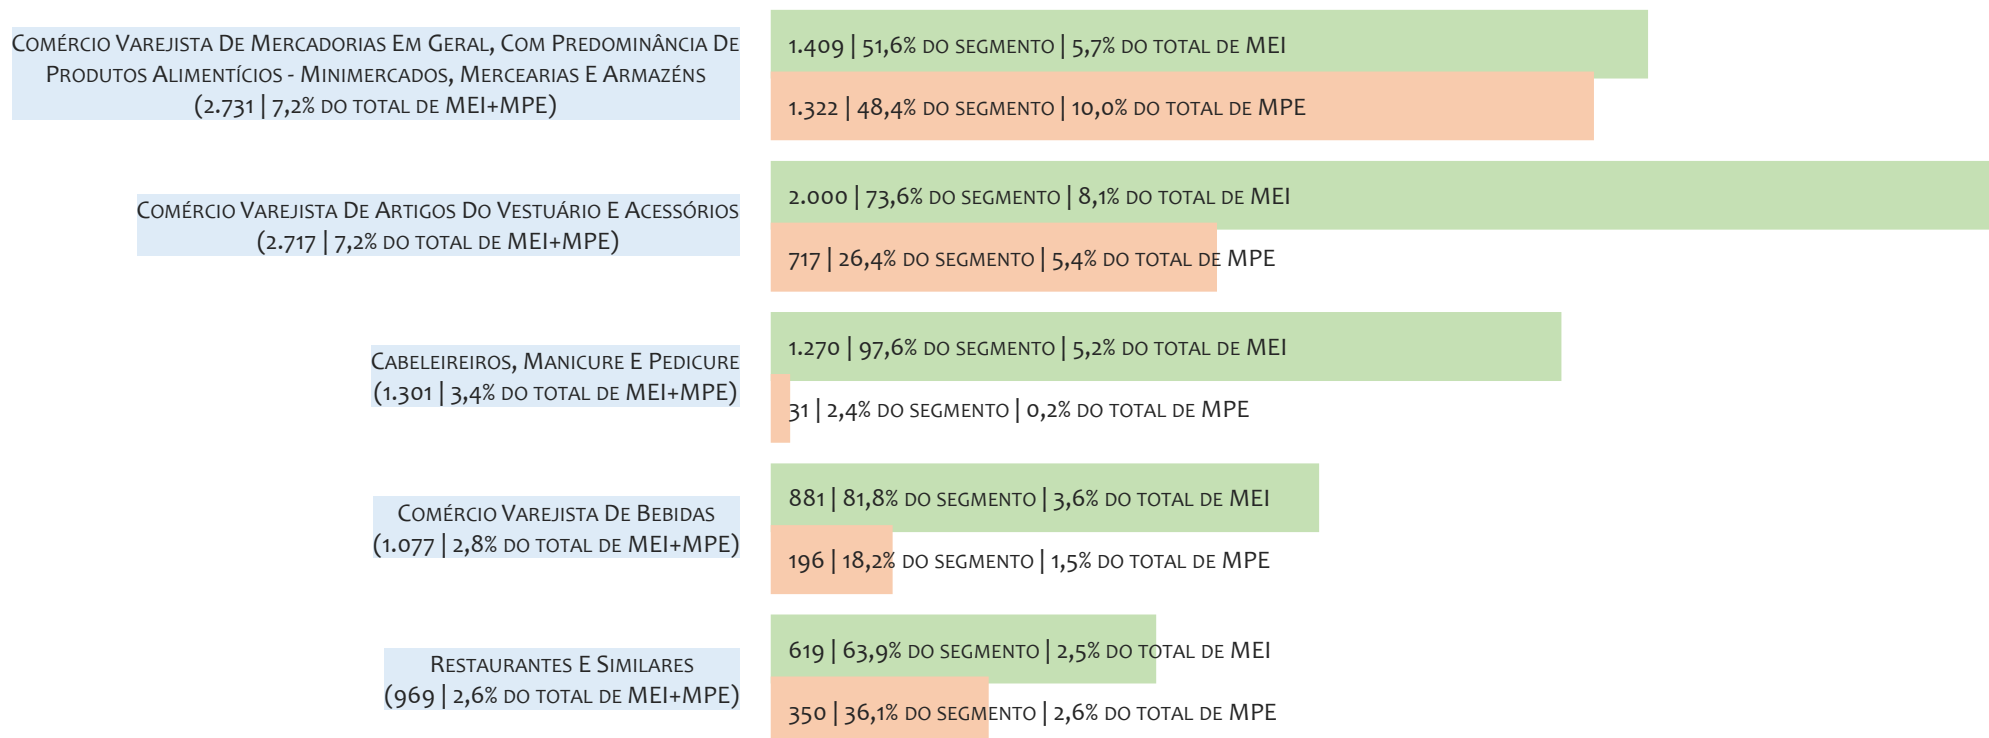 Comércio Varejista De Mercadorias Em Geral, Com Predominância De
Produtos Alimentícios - Minimercados, Mercearias E Armazéns
(2.731 | 7,2% do total de MEI+MPE)
1.409 | 51,6% do segmento | 5,7% do total de MEI
1.322 | 48,4% do segmento | 10,0% do total de MPE
Comércio Varejista De Artigos Do Vestuário E Acessórios
(2.717 | 7,2% do total de MEI+MPE)
2.000 | 73,6% do segmento | 8,1% do total de MEI
717 | 26,4% do segmento | 5,4% do total de MPE
Cabeleireiros, Manicure E Pedicure
(1.301 | 3,4% do total de MEI+MPE)
1.270 | 97,6% do segmento | 5,2% do total de MEI
31 | 2,4% do segmento | 0,2% do total de MPE
Comércio Varejista De Bebidas
(1.077 | 2,8% do total de MEI+MPE)
881 | 81,8% do segmento | 3,6% do total de MEI
196 | 18,2% do segmento | 1,5% do total de MPE
Restaurantes E Similares
(969 | 2,6% do total de MEI+MPE)
619 | 63,9% do segmento | 2,5% do total de MEI
350 | 36,1% do segmento | 2,6% do total de MPE